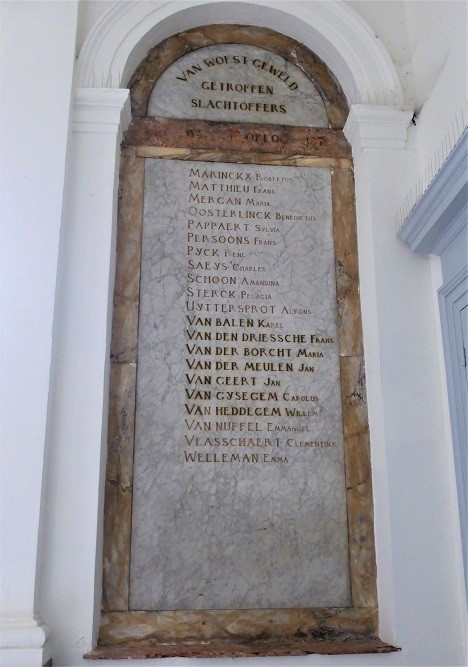 VAN WOEST GEWELD
GETROFFEN
SLACHTOFFERS
MARINCKX ROBERTUS
MATTHIEU FRANS
MERGAN MARIA
OOSTERLINCK BENEDICTUS
PAPPAERT SYLVIA
PERSOONS FRANS
PYCK RENÉ
SAEYS CHARLES
SCHOON AMANDINA
STERCK PELAGIA
UYTTERSPROT ALFONS
VAN BALEN KAREL
VAN DEN DRIESSCHE FRANS
VAN DER BORCHT MARIA
VAN DER MEULEN JAN
VAN GEERT JAN
VAN GYSEGEM CAROLUS
VAN HEDDEGEM WILLEM
VAN NUFFEL EMMANUEL
VLASSCHAERT CLEMENTINA
WELLEMAN EMMA